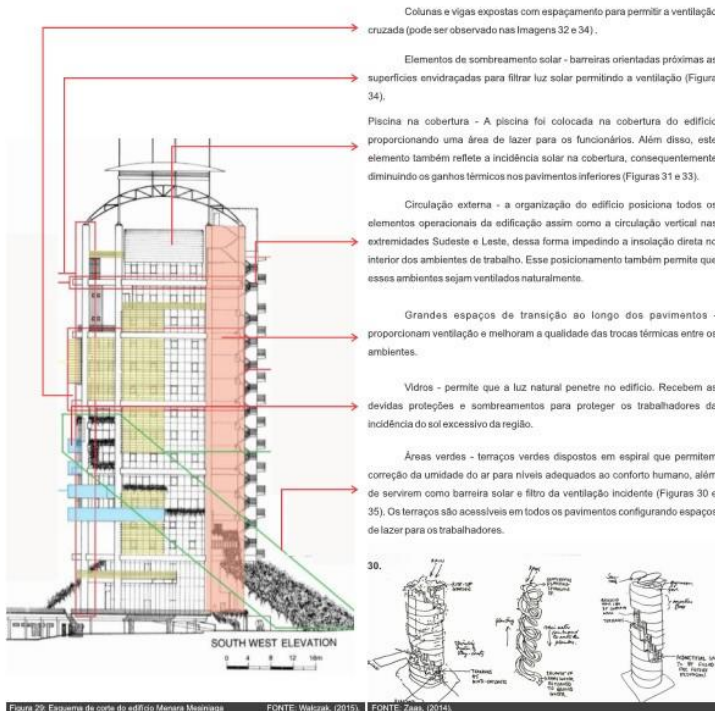 Colunas e vigas expostas com espaçamento para permitir a ventilação
cruzada (pode ser observado nas Imagens 32 e 34) .
Elementos de sombreamento solar - barreiras orientadas próximas as
superfícies envidraçadas para filtrar luz solar permitindo a ventilação (Figura
34).
Piscina na cobertura - A piscina foi colocada na cobertura do edifício
proporcionando uma área de lazer para os funcionários. Além disso, este
elemento também reflete a incidência solar na cobertura, consequentemente
diminuindo os ganhos térmicos nos pavimentos inferiores (Figuras 31 e 33).
Circulação externa - a organização do edifício posiciona todos os
elementos operacionais da edificação assim como a circulação vertical nas
extremidades Sudeste e Leste, dessa forma impedindo a insolação direta no
interior dos ambientes de trabalho. Esse posicionamento também permite que
esses ambientes sejam ventilados naturalmente.
Grandes espaços de transição ao longo dos pavimentos -
proporcionam ventilação e melhoram a qualidade das trocas térmicas entre os
ambientes.
Vidros - permite que a luz natural penetre no edifício. Recebem as
devidas proteções e sombreamentos para proteger os trabalhadores da
incidência do sol excessivo da região.
Áreas verdes - terraços verdes dispostos em espiral que permitem
correção da umidade do ar para níveis adequados ao conforto humano, além
de servirem como barreira solar e filtro da ventilação incidente (Figuras 30 e
35). Os terraços são acessíveis em todos os pavimentos configurando espaços
de lazer para os trabalhadores.
30.
SOUTH WEST ELEVATION
0 4 8 12 16m
Figura 29: Esquema de corte do edifício Menara Mesiniaga FONTE: Walczak, (2015).
FONTE: Zaas, (2014).